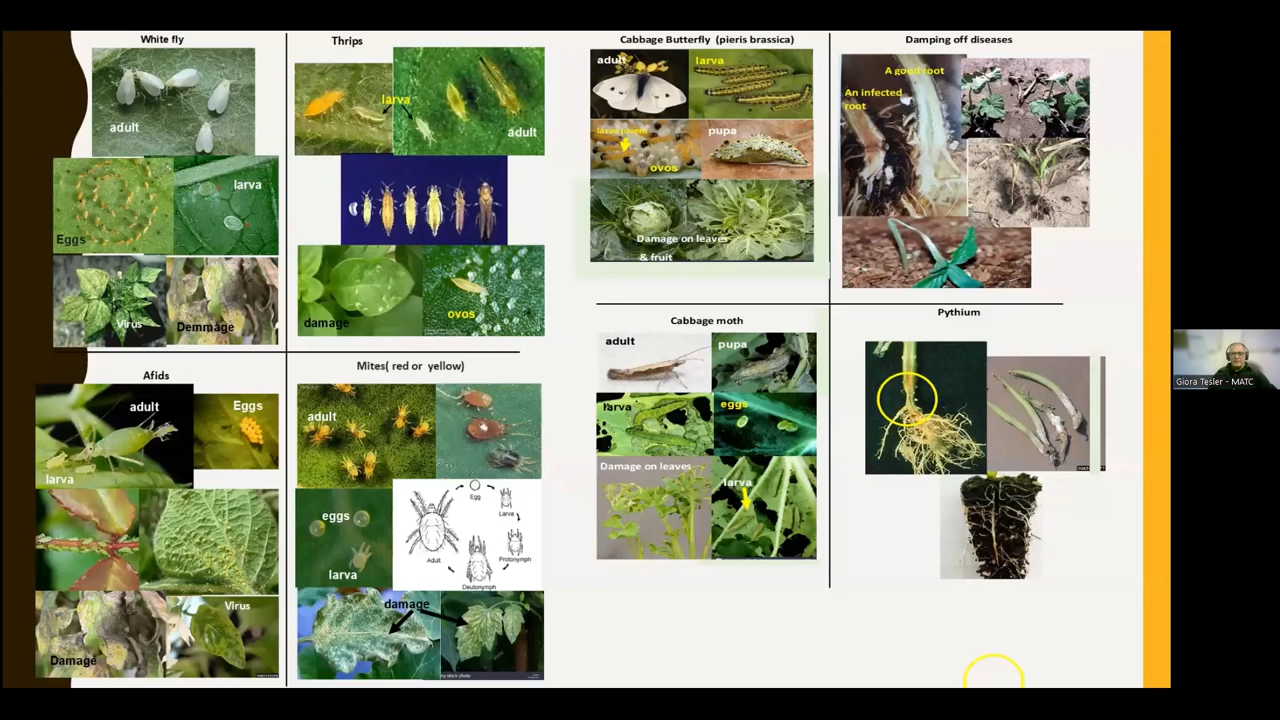 White fly
adult
Eggs
larva
Virus
Demmage
Thrips
larva
adult
damage
ovos
Afids
adult
Eggs
larva
Damage
Virus
Mites( red or yellow)
adult
eggs
larva
Egg
Larva
Protonymph
Deutonymph
Adult
damage
Cabbage Butterfly (pieris brassica)
adult
larva
larva jovem
ovos
pupa
Damage on leaves
& fruit
Damping off diseases
A good root
An infected
root
Cabbage moth
adult
pupa
larva
eggs
Damage on leaves
larva
Pythium
Giora Tesler - MATC